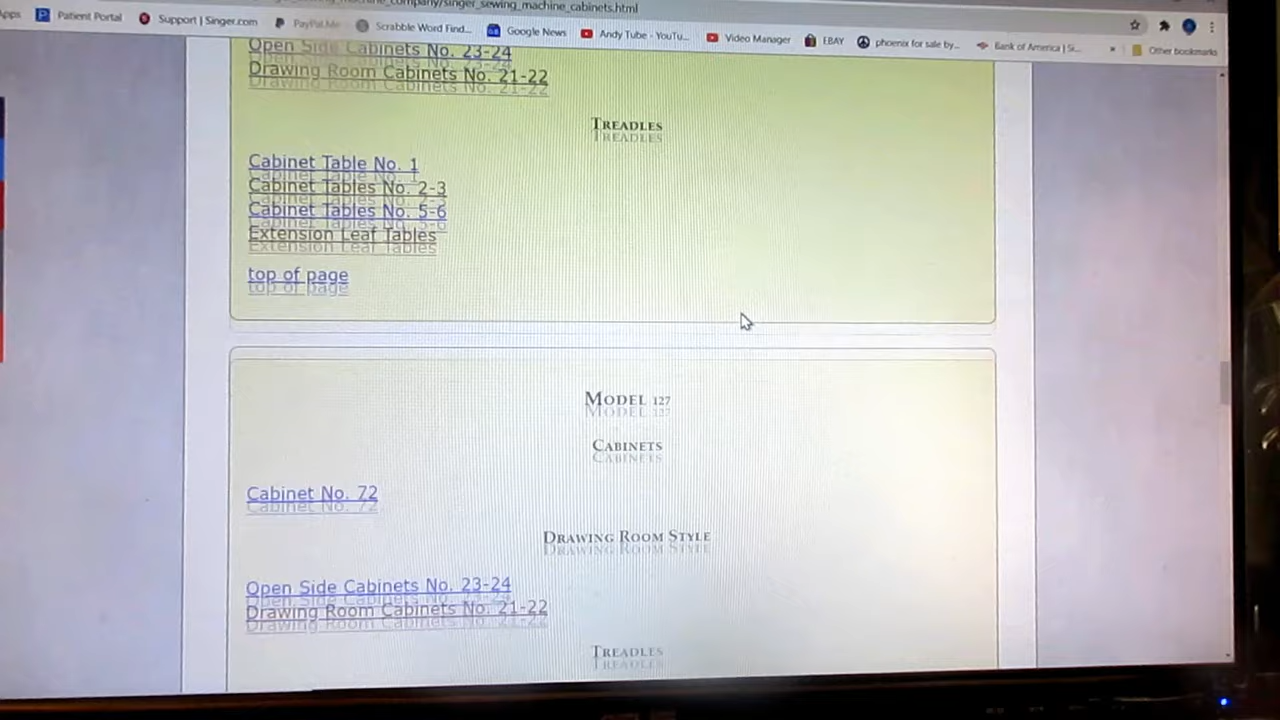 company/singer_sewing_machine_cabinets.html
Apps Patient Portal Support | Singer.com PayPal Me Scrabble Word Find... Google News Andy Tube - YouTu... Video Manager EBAY phoenix for sale by... Bank of America | Si... » Other bookmarks
Open Side Cabinets No. 23-24
Drawing Room Cabinets No. 21-22
TREADLES
Cabinet Table No. 1
Cabinet Tables No. 2-3
Cabinet Tables No. 5-6
Extension Leaf Tables
top of page
MODEL 127
CABINETS
Cabinet No. 72
DRAWING ROOM STYLE
Open Side Cabinets No. 23-24
Drawing Room Cabinets No. 21-22
TREADLES